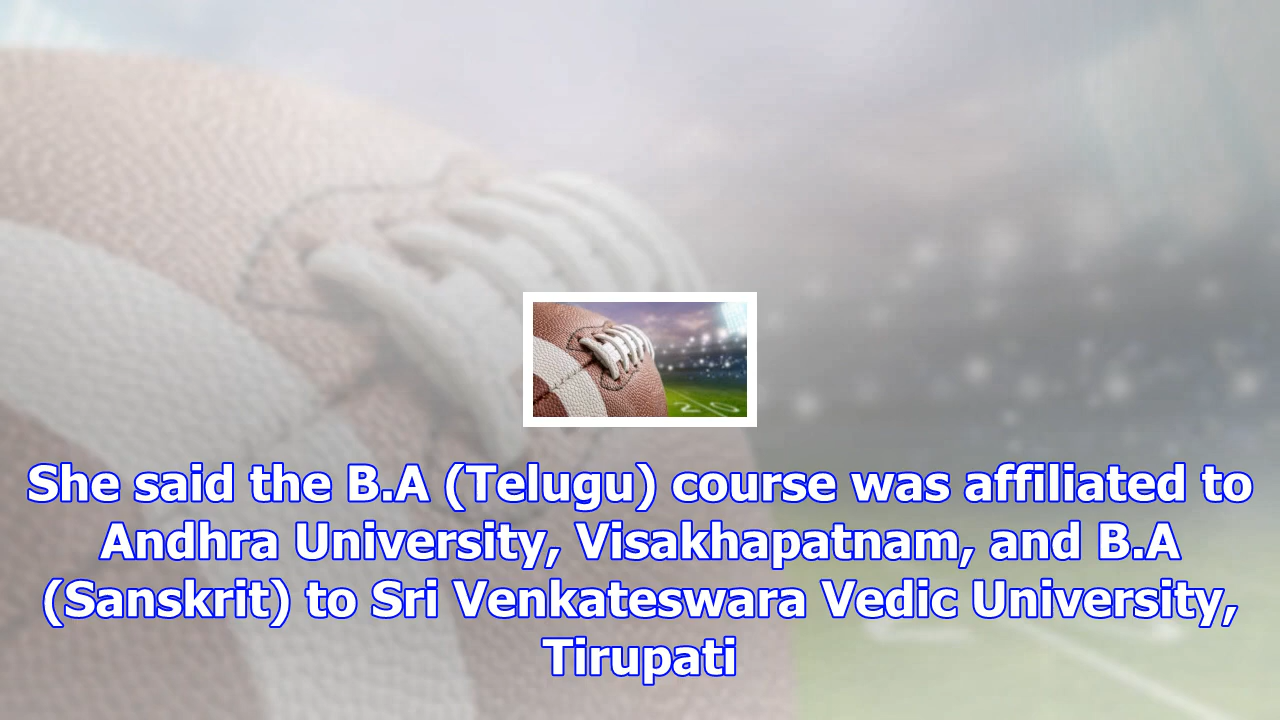 She said the B.A (Telugu) course was affiliated to
Andhra University, Visakhapatnam, and B.A
(Sanskrit) to Sri Venkateswara Vedic University,
Tirupati
20